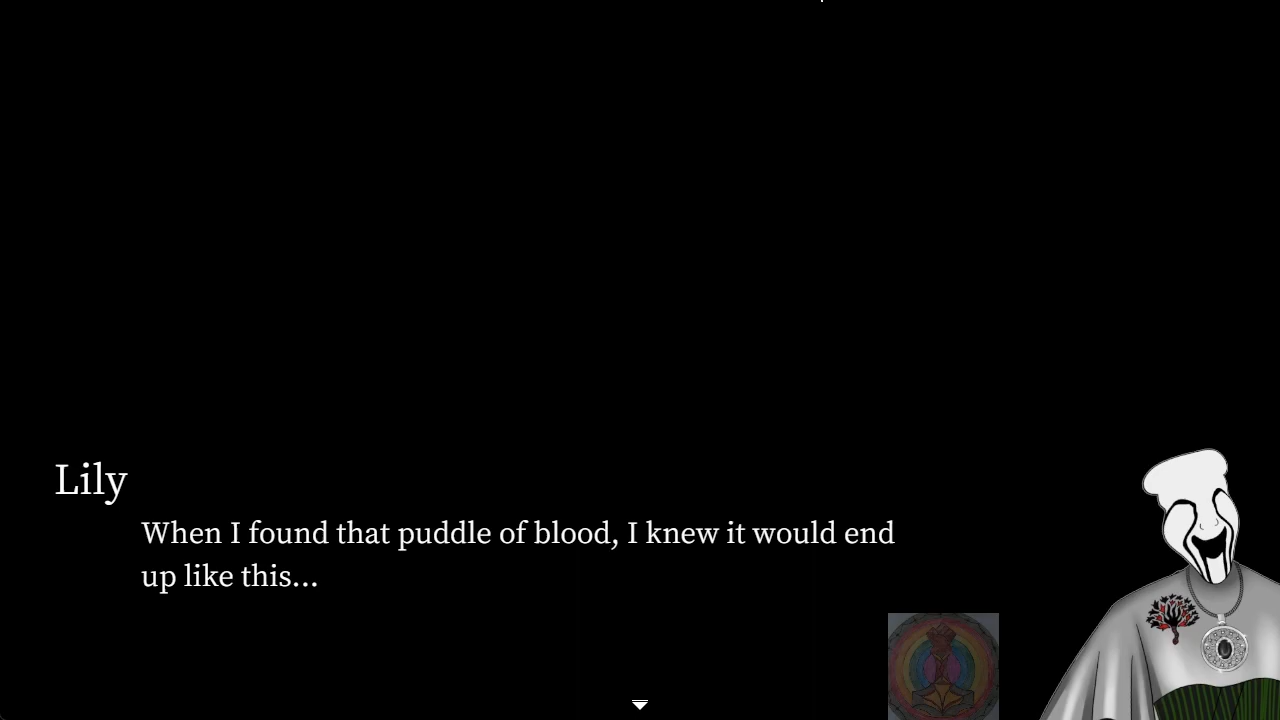 Lily
When I found that puddle of blood, I knew it would end
up like this...